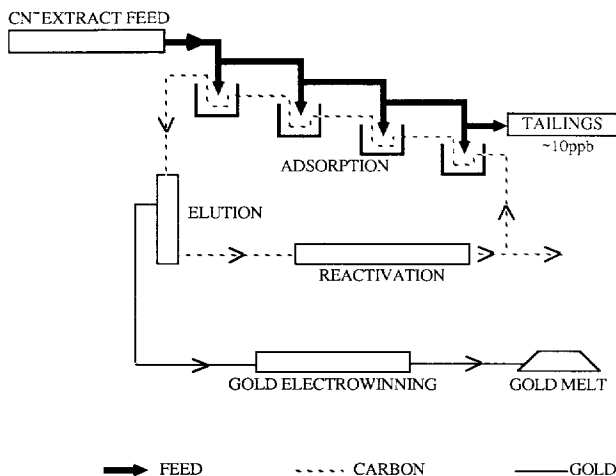 CN⁻EXTRACT FEED
TAILINGS
~10ppb
ADSORPTION
ELUTION
REACTIVATION
GOLD ELECTROWINNING
GOLD MELT
FEED
CARBON
GOLD